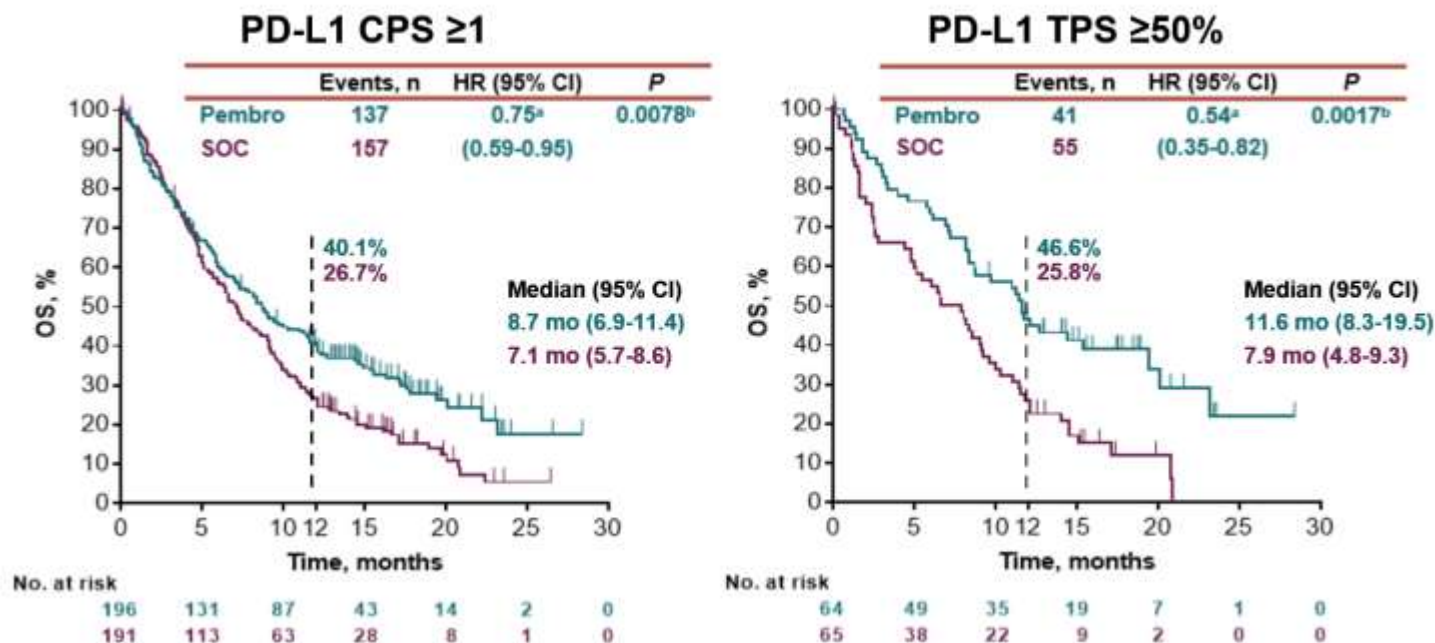 PD-L1 CPS ≥1
Events, n HR (95% CI) P
Pembro 137 0.75ᵃ 0.0078ᵇ
SOC 157 (0.59-0.95)
100
90
80
70
60
50
40
30
20
10
0
OS, %
40.1%
26.7%
Median (95% CI)
8.7 mo (6.9-11.4)
7.1 mo (5.7-8.6)
0 5 10 12 15 20 25 30
Time, months
No. at risk
196 131 87 43 14 2 0
191 113 63 28 8 1 0
PD-L1 TPS ≥50%
Events, n HR (95% CI) P
Pembro 41 0.54ᵃ 0.0017ᵇ
SOC 55 (0.35-0.82)
100
90
80
70
60
50
40
30
20
10
0
OS, %
46.6%
25.8%
Median (95% CI)
11.6 mo (8.3-19.5)
7.9 mo (4.8-9.3)
0 5 10 12 15 20 25 30
Time, months
No. at risk
64 49 35 19 7 1 0
65 38 22 9 2 0 0